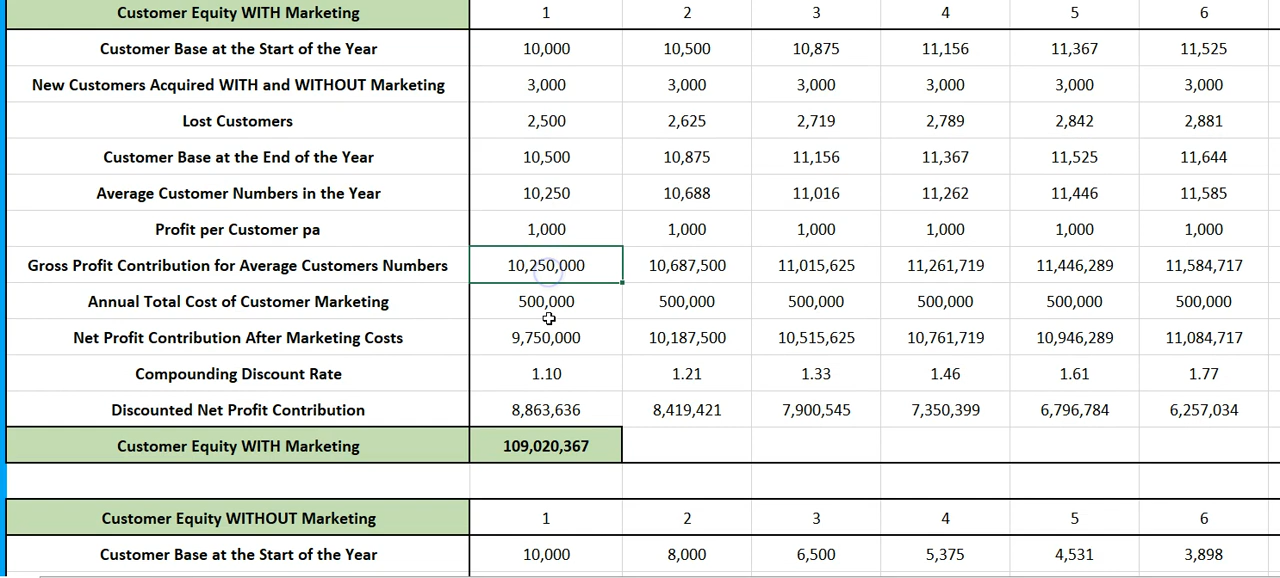 Customer Equity WITH Marketing 1 2 3 4 5 6
Customer Base at the Start of the Year 10,000 10,500 10,875 11,156 11,367 11,525
New Customers Acquired WITH and WITHOUT Marketing 3,000 3,000 3,000 3,000 3,000 3,000
Lost Customers 2,500 2,625 2,719 2,789 2,842 2,881
Customer Base at the End of the Year 10,500 10,875 11,156 11,367 11,525 11,644
Average Customer Numbers in the Year 10,250 10,688 11,016 11,262 11,446 11,585
Profit per Customer pa 1,000 1,000 1,000 1,000 1,000 1,000
Gross Profit Contribution for Average Customers Numbers 10,250,000 10,687,500 11,015,625 11,261,719 11,446,289 11,584,717
Annual Total Cost of Customer Marketing 500,000 500,000 500,000 500,000 500,000 500,000
Net Profit Contribution After Marketing Costs 9,750,000 10,187,500 10,515,625 10,761,719 10,946,289 11,084,717
Compounding Discount Rate 1.10 1.21 1.33 1.46 1.61 1.77
Discounted Net Profit Contribution 8,863,636 8,419,421 7,900,545 7,350,399 6,796,784 6,257,034
Customer Equity WITH Marketing 109,020,367
Customer Equity WITHOUT Marketing 1 2 3 4 5 6
Customer Base at the Start of the Year 10,000 8,000 6,500 5,375 4,531 3,898